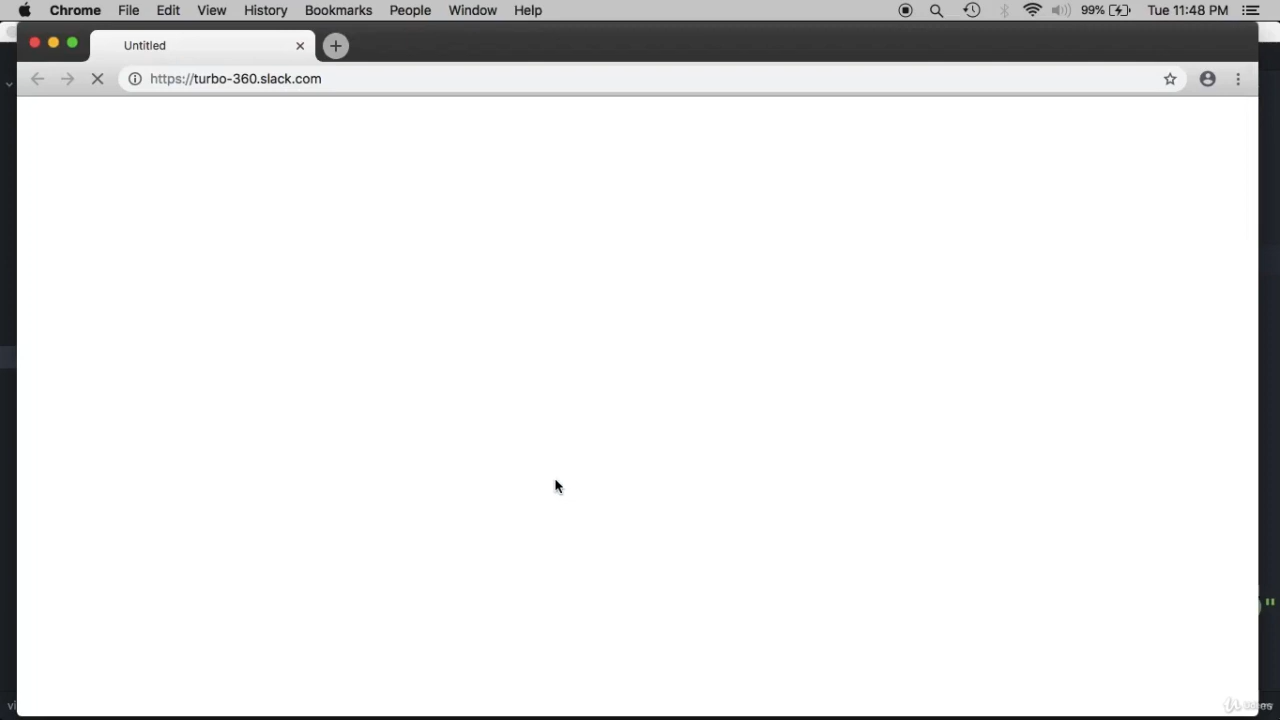 Chrome File Edit View History Bookmarks People Window Help 99% Tue 11:48 PM
Untitled
https://turbo-360.slack.com
"
vi